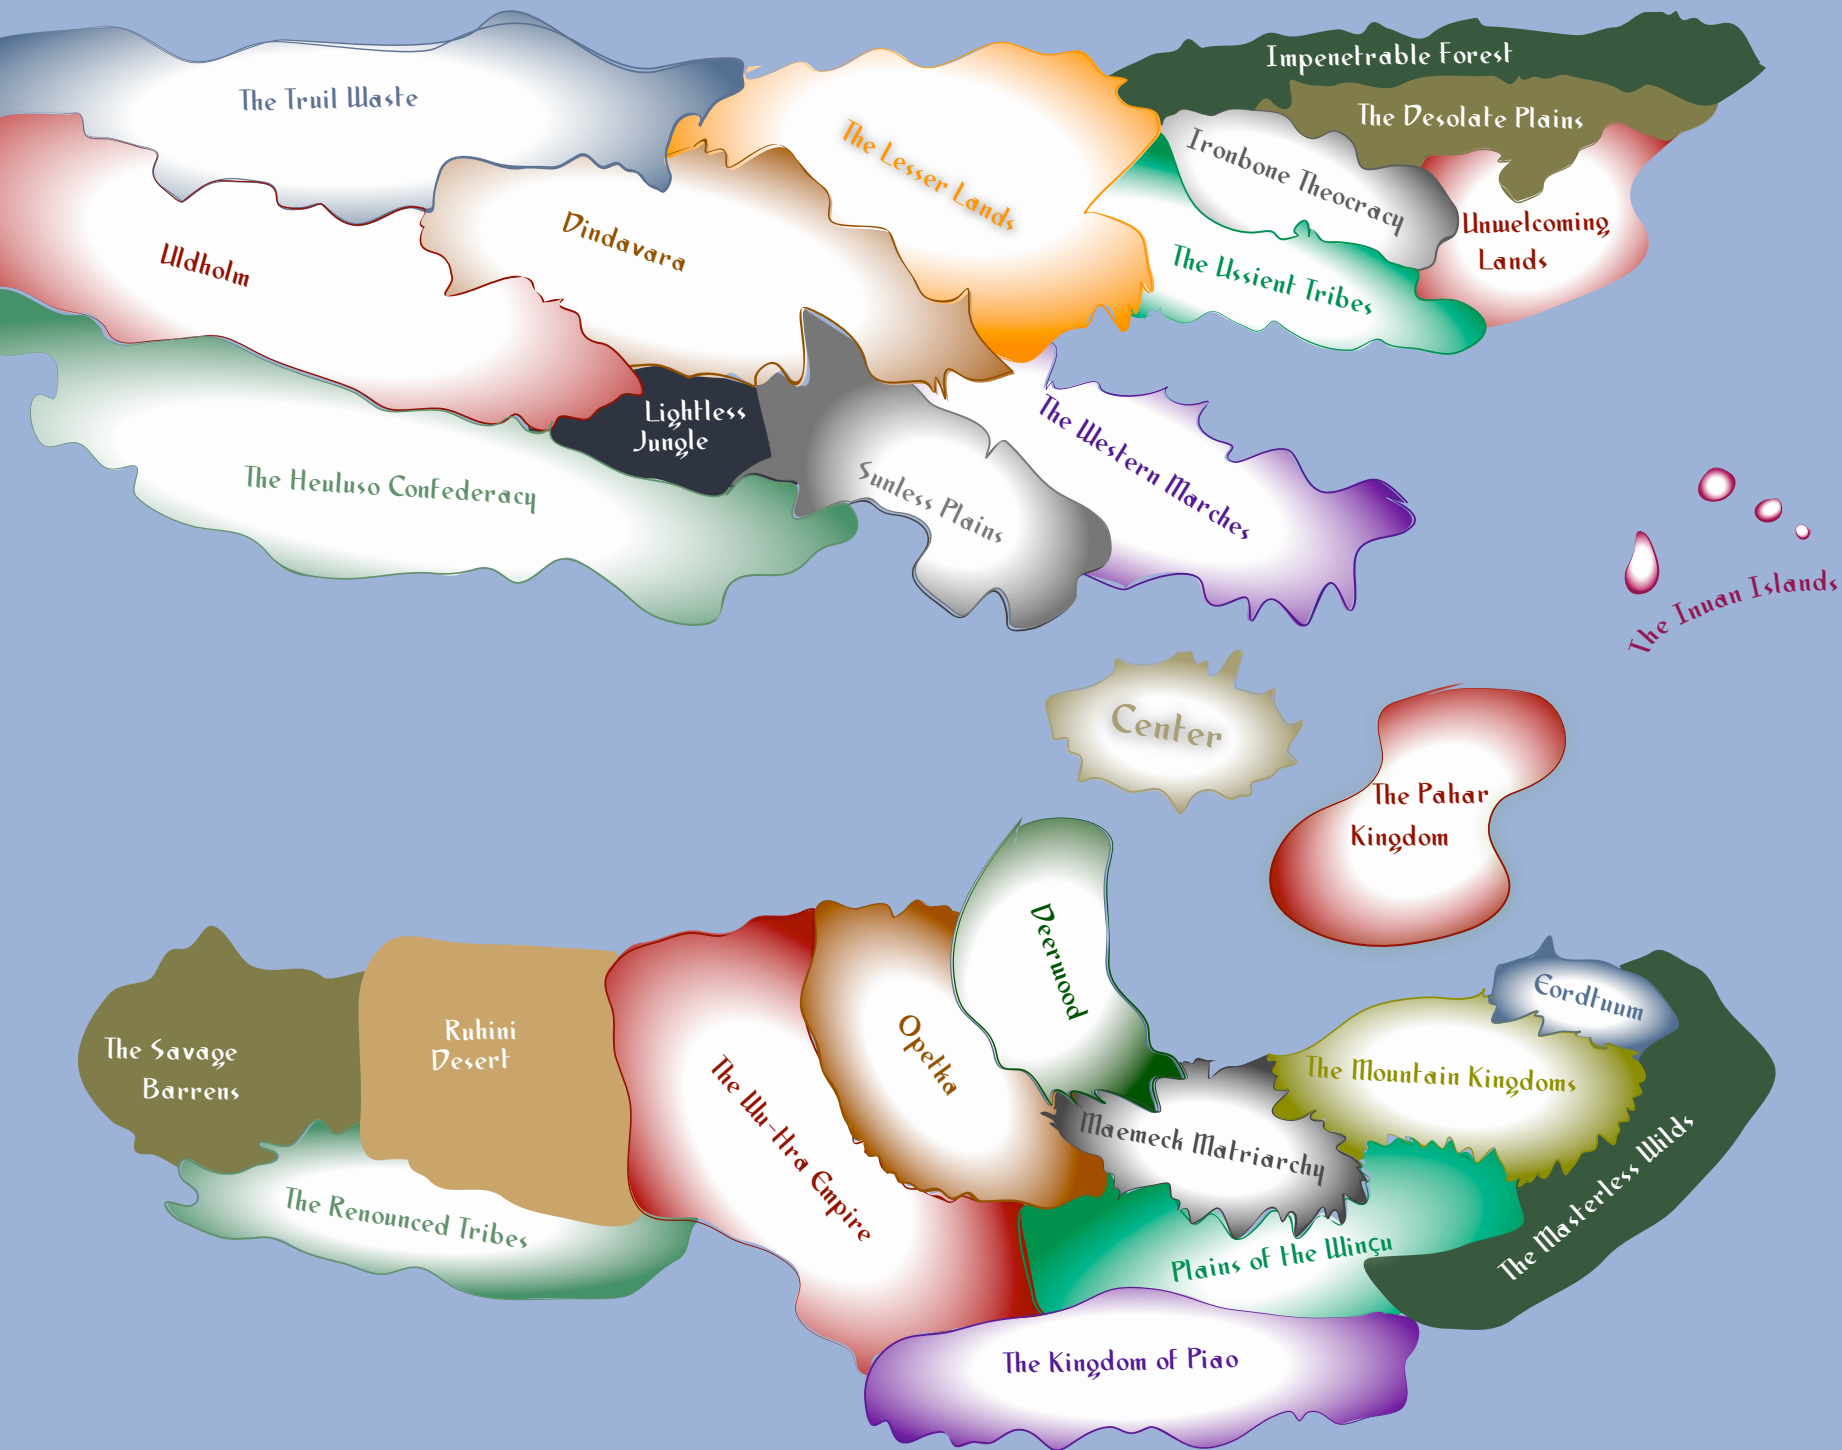 Impenetrable Forest
The Truil Waste
The Desolate Plains
The Lesser Lands
Ironbone Theocracy
Unwelcoming
Lands
Dindavara
Uldholm
The Ussient Tribes
Lightless
Jungle
The Western Marches
The Heuluso Confederacy
Sunless Plains
The Inuan Islands
Center
The Pahar
Kingdom
Deerwood
Eordtuum
Ruhini
Desert
The Savage
Barrens
Opetka
The Mountain Kingdoms
The Wu-Hra Empire
Maemeck Matriarchy
The Masterless Wilds
The Renounced Tribes
Plains of the Winçu
The Kingdom of Piao